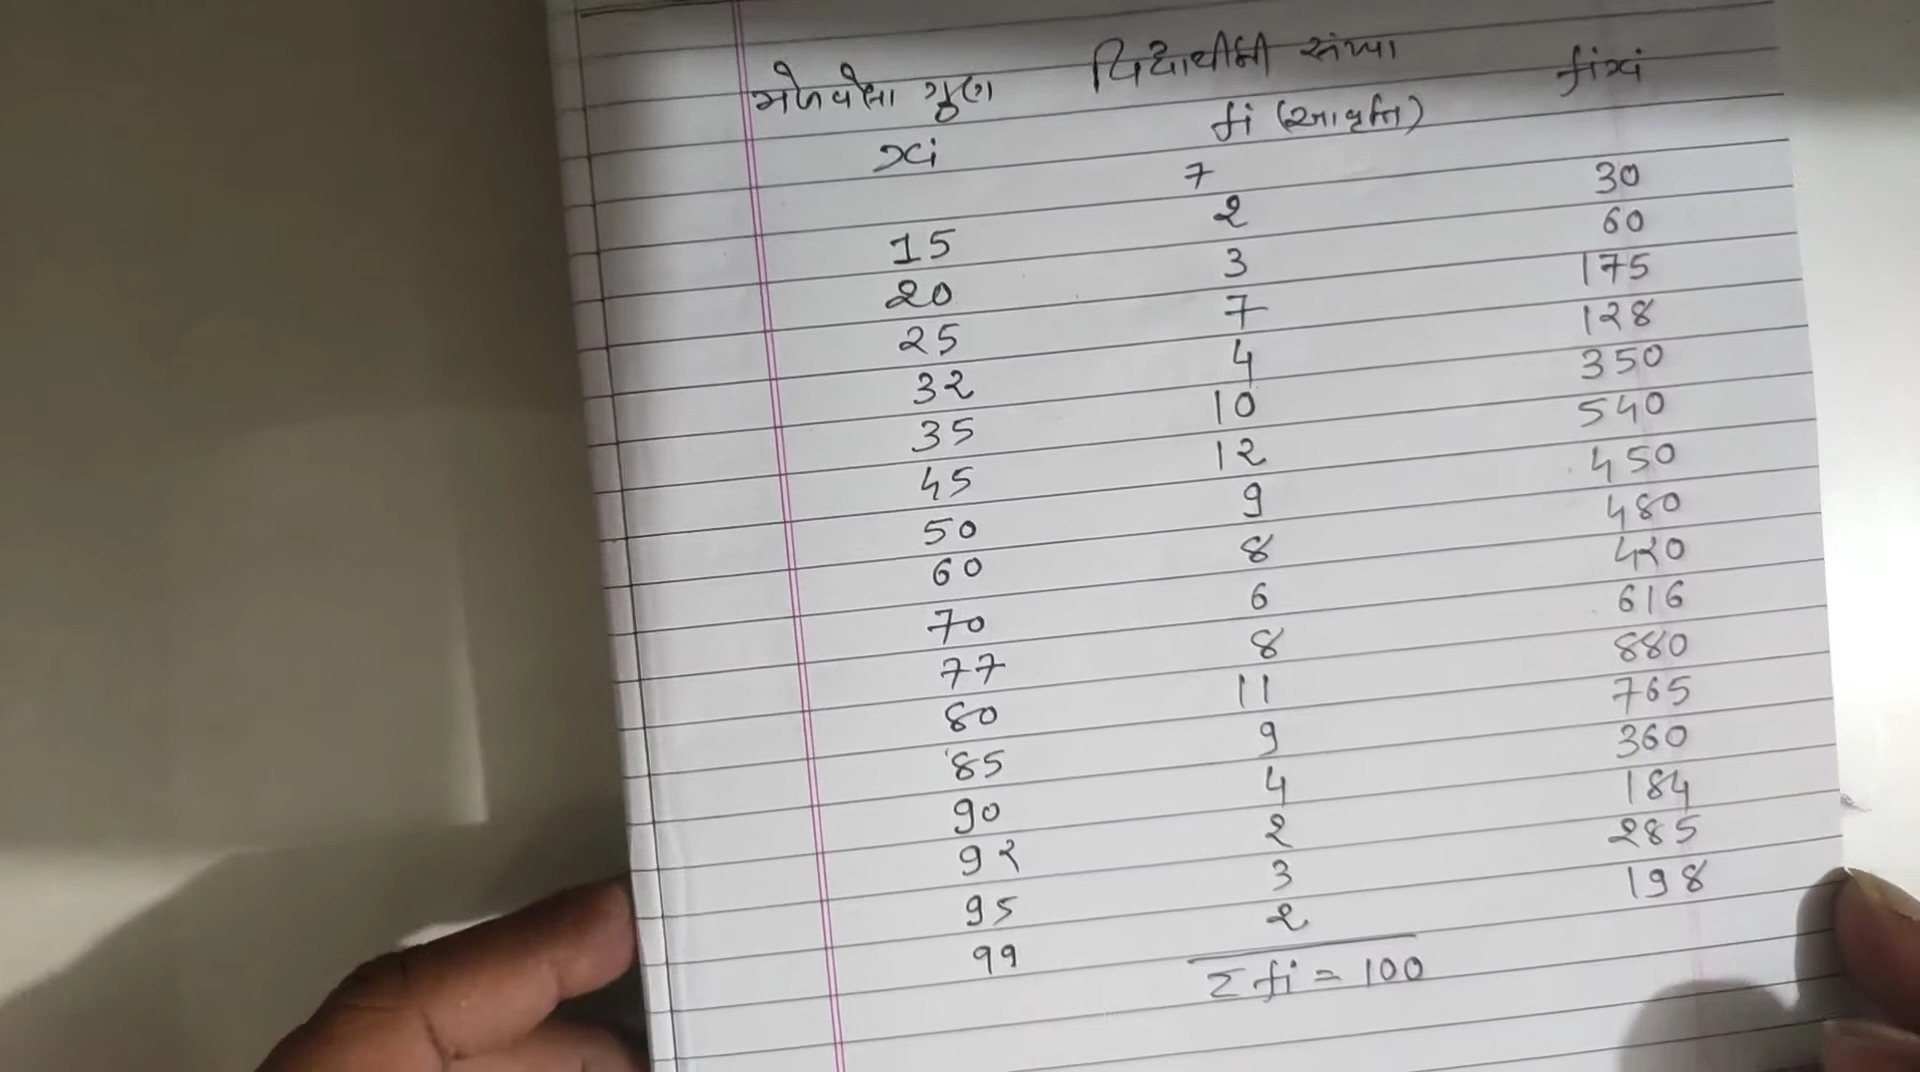 મેળવેલા ગુણ વિદ્યાર્થીની સંખ્યા fixi
xi fi (આવૃત્તિ)
7 30
15 2 60
20 3 175
25 7 128
32 4 350
35 10 540
45 12 450
50 9 480
60 8 420
70 6 616
77 8 880
80 11 765
85 9 360
90 4 184
92 2 285
95 3 198
99 2
Σ fi = 100